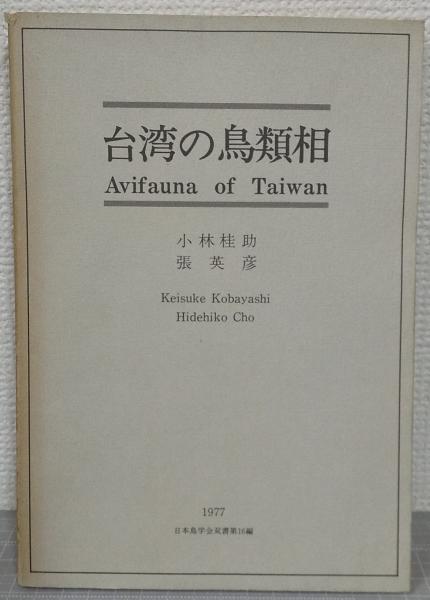 台湾の鳥類相
Avifauna of Taiwan
小林桂助
張英彦
Keisuke Kobayashi
Hidehiko Cho
1977
日本鳥学会双書第16編